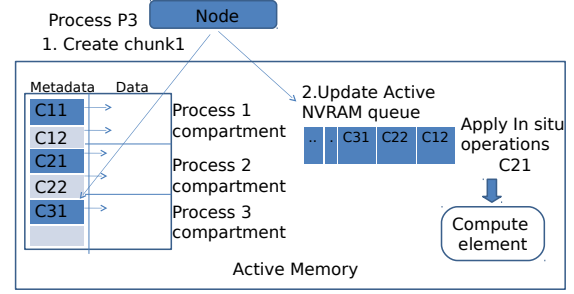 Process P3
Node
1. Create chunk1
Metadata Data
C11
C12
C21
C22
C31
Process 1
compartment
Process 2
compartment
Process 3
compartment
2.Update Active
NVRAM queue
.. . C31 C22 C12
Apply In situ
operations
C21
Compute
element
Active Memory